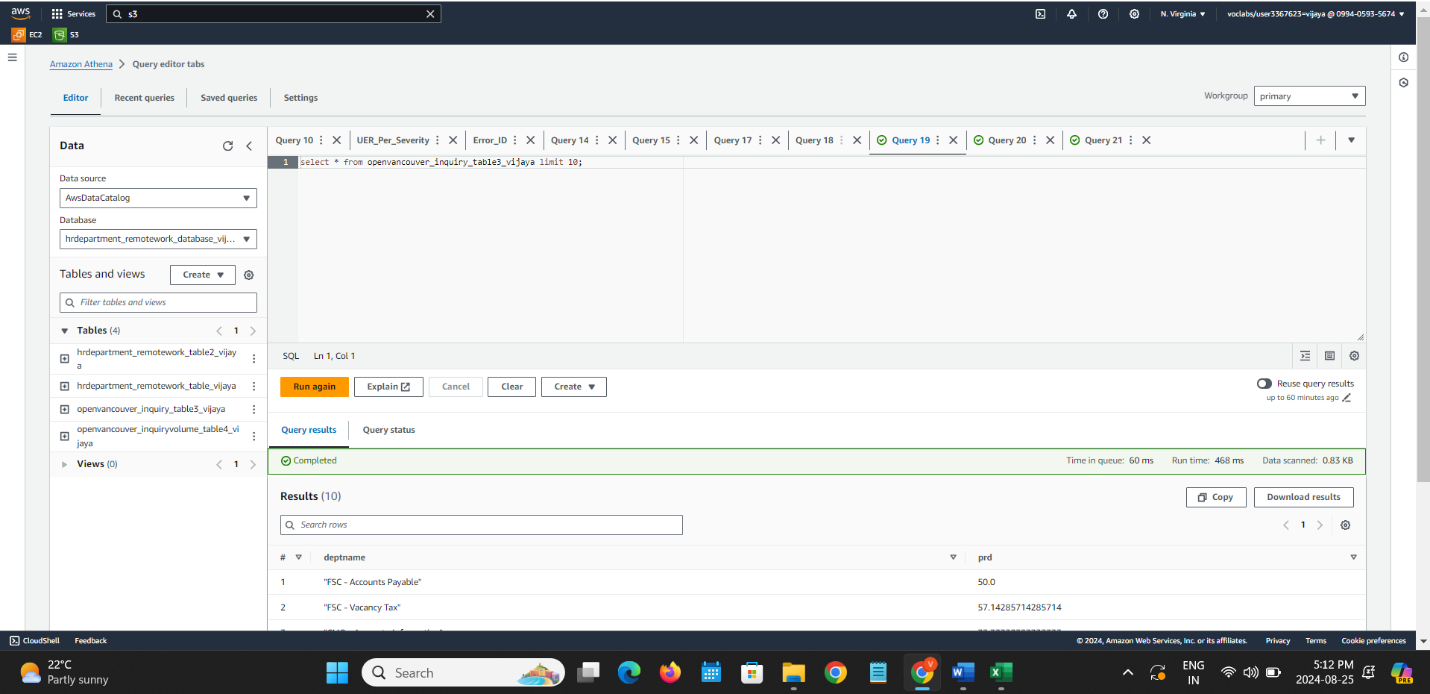 aws
Services
s3
N. Virginia
voclabs/user3367623=vijaya @ 0994-0593-5674
EC2
S3
Amazon Athena
Query editor tabs
Editor
Recent queries
Saved queries
Settings
Workgroup
primary
Data
Query 10
UER_Per_Severity
Error_ID
Query 14
Query 15
Query 17
Query 18
Query 19
Query 20
Query 21
1
select * from openvancouver_inquiry_table3_vijaya limit 10;
Data source
AwsDataCatalog
Database
hrdepartment_remotework_database_vij...
Tables and views
Create
Filter tables and views
Tables (4)
1
hrdepartment_remotework_table2_vijay
a
hrdepartment_remotework_table_vijaya
openvancouver_inquiry_table3_vijaya
openvancouver_inquiryvolume_table4_vi
jaya
Views (0)
1
SQL
Ln 1, Col 1
Run again
Explain
Cancel
Clear
Create
Reuse query results
up to 60 minutes ago
Query results
Query status
Completed
Time in queue: 60 ms
Run time: 468 ms
Data scanned: 0.83 KB
Results (10)
Copy
Download results
Search rows
1
#
deptname
prd
1
"FSC - Accounts Payable"
50.0
2
"FSC - Vacancy Tax"
57.14285714285714
CloudShell
Feedback
© 2024, Amazon Web Services, Inc. or its affiliates.
Privacy
Terms
Cookie preferences
22°C
Partly sunny
Search
ENG
IN
5:12 PM
2024-08-25